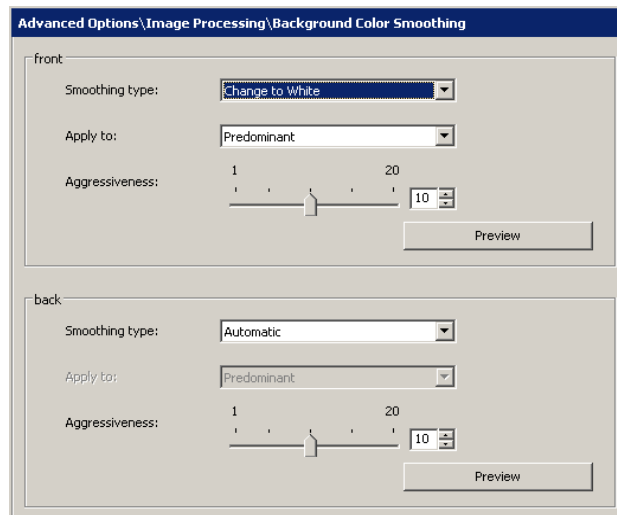 Advanced Options\Image Processing\Background Color Smoothing
front
Smoothing type: Change to White
Apply to: Predominant
1 20
Aggressiveness: 10
Preview
back
Smoothing type: Automatic
Apply to: Predominant
1 20
Aggressiveness: 10
Preview